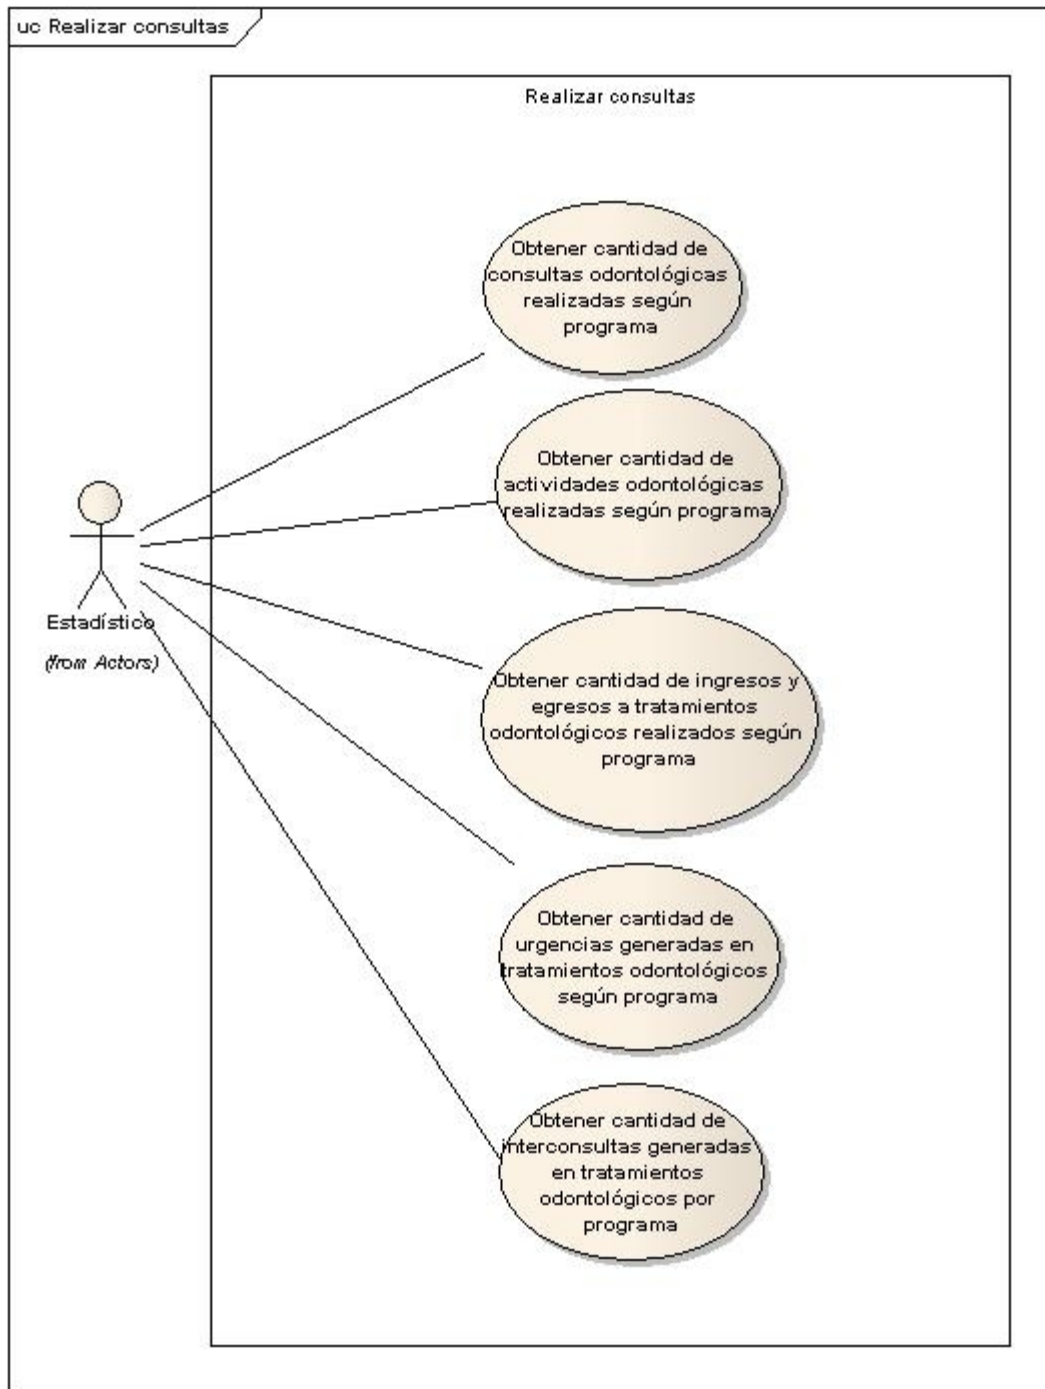 uc Realizar consultas
Realizar consultas
Obtener cantidad de
consultas odontológicas
realizadas según
programa
Obtener cantidad de
actividades odontológicas
realizadas según programa
Estadístico
(from Actors)
Obtener cantidad de ingresos y
egresos a tratamientos
odontológicos realizados según
programa
Obtener cantidad de
urgencias generadas en
tratamientos odontológicos
según programa
Obtener cantidad de
interconsultas generadas
en tratamientos
odontológicos por
programa